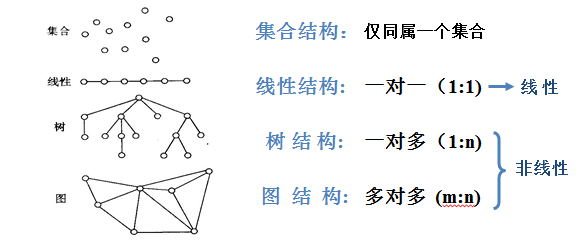 集合
集合结构： 仅同属一个集合
线性
线性结构： 一对一（1:1） 线 性
树
树 结 构： 一对多（1:n）
非线性
图
图 结 构： 多对多 (m:n)